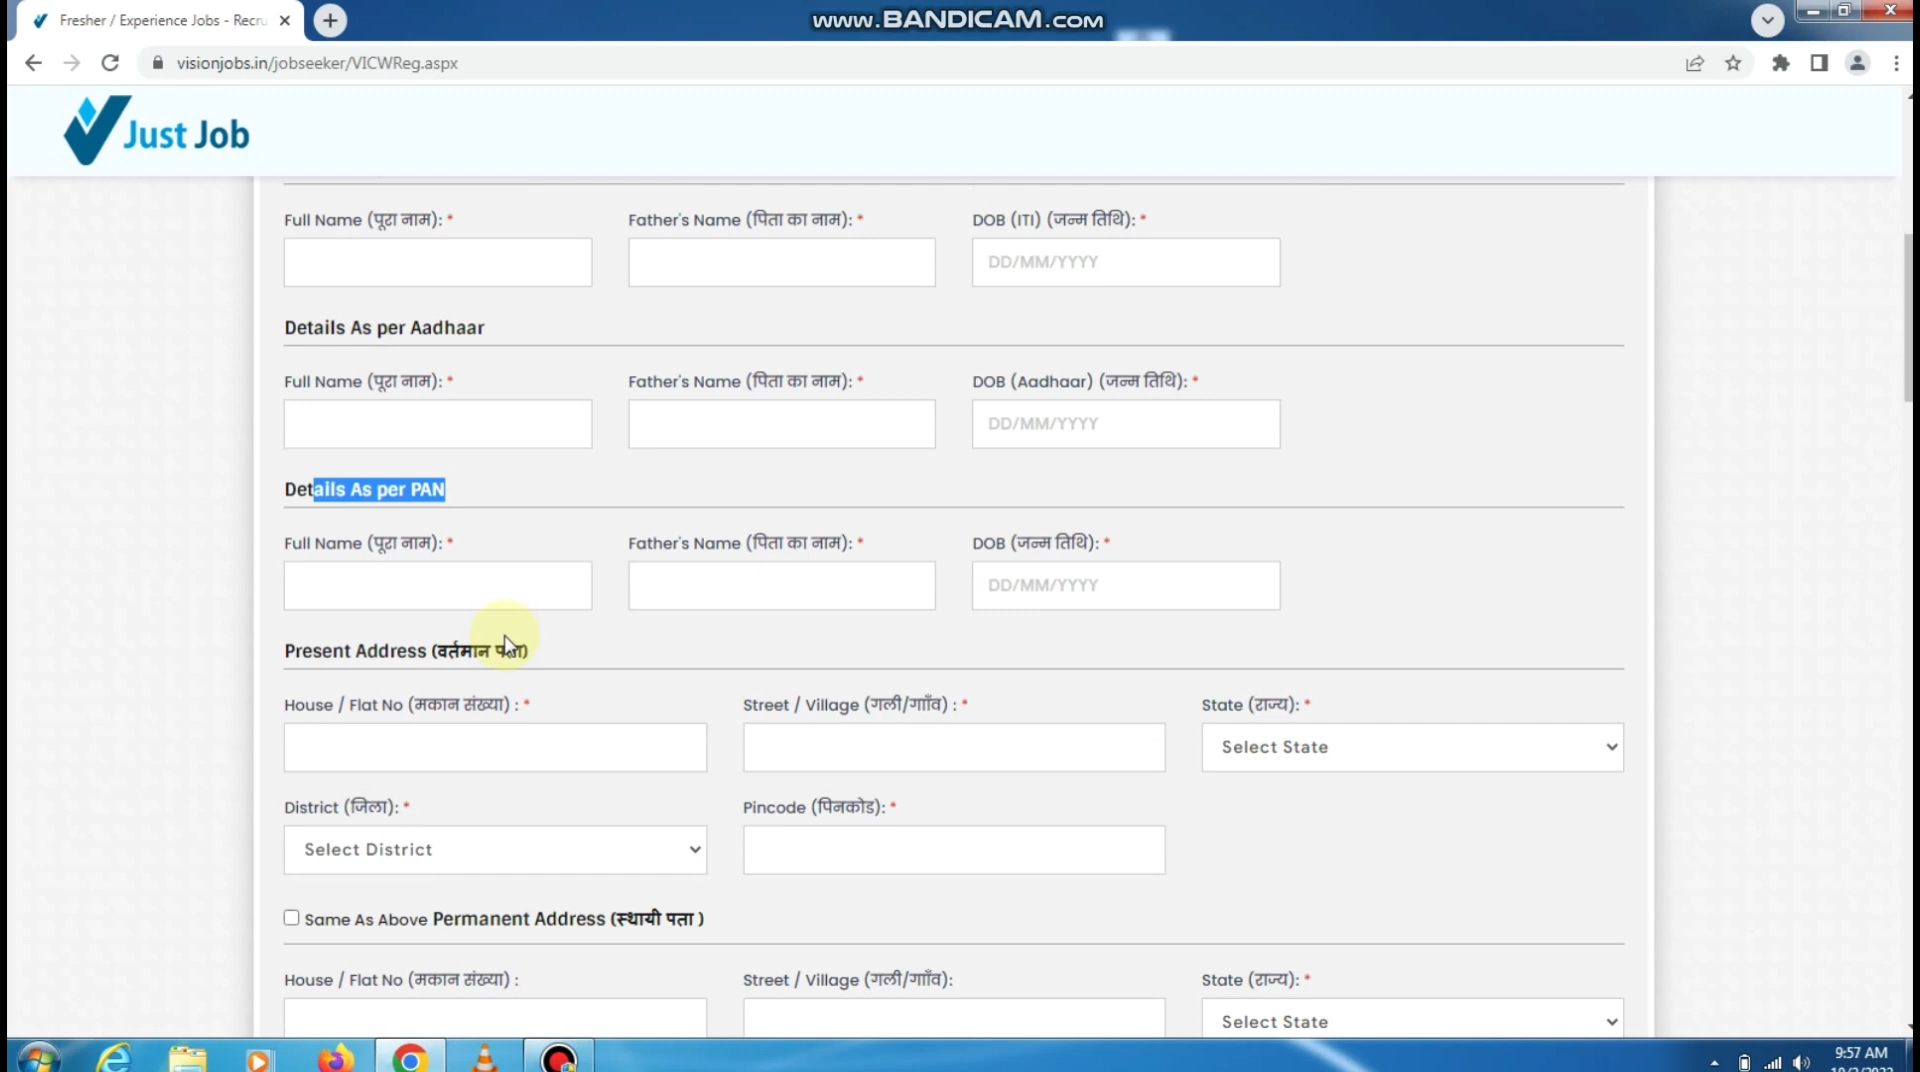 Fresher / Experience Jobs - Recru
www.BANDICAM.com
visionjobs.in/jobseeker/VICWReg.aspx
Just Job
Full Name (पूरा नाम): * Father's Name (पिता का नाम): * DOB (ITI) (जन्म तिथि): *
DD/MM/YYYY
Details As per Aadhaar
Full Name (पूरा नाम): * Father's Name (पिता का नाम): * DOB (Aadhaar) (जन्म तिथि): *
DD/MM/YYYY
Details As per PAN
Full Name (पूरा नाम): * Father's Name (पिता का नाम): * DOB (जन्म तिथि): *
DD/MM/YYYY
Present Address (वर्तमान पता)
House / Flat No (मकान संख्या) : * Street / Village (गली/गााँव) : * State (राज्य): *
Select State
District (जिला): * Pincode (पिनकोड): *
Select District
Same As Above Permanent Address (स्थायी पता )
House / Flat No (मकान संख्या) : Street / Village (गली/गााँव): State (राज्य): *
Select State
9:57 AM